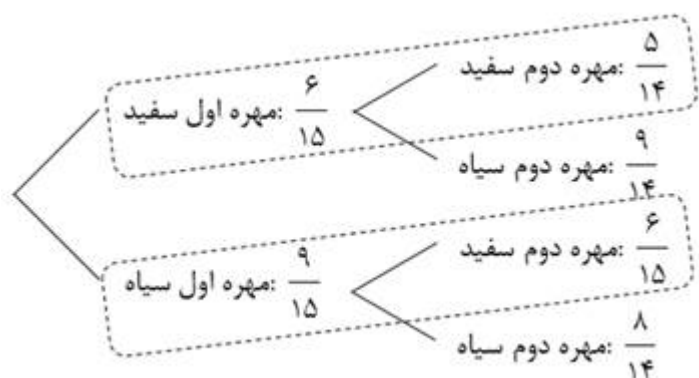 مهره دوم سفید: ۵/۱۴
مهره اول سفید: ۶/۱۵
مهره دوم سیاه: ۹/۱۴
مهره دوم سفید: ۶/۱۵
مهره اول سیاه: ۹/۱۵
مهره دوم سیاه: ۸/۱۴